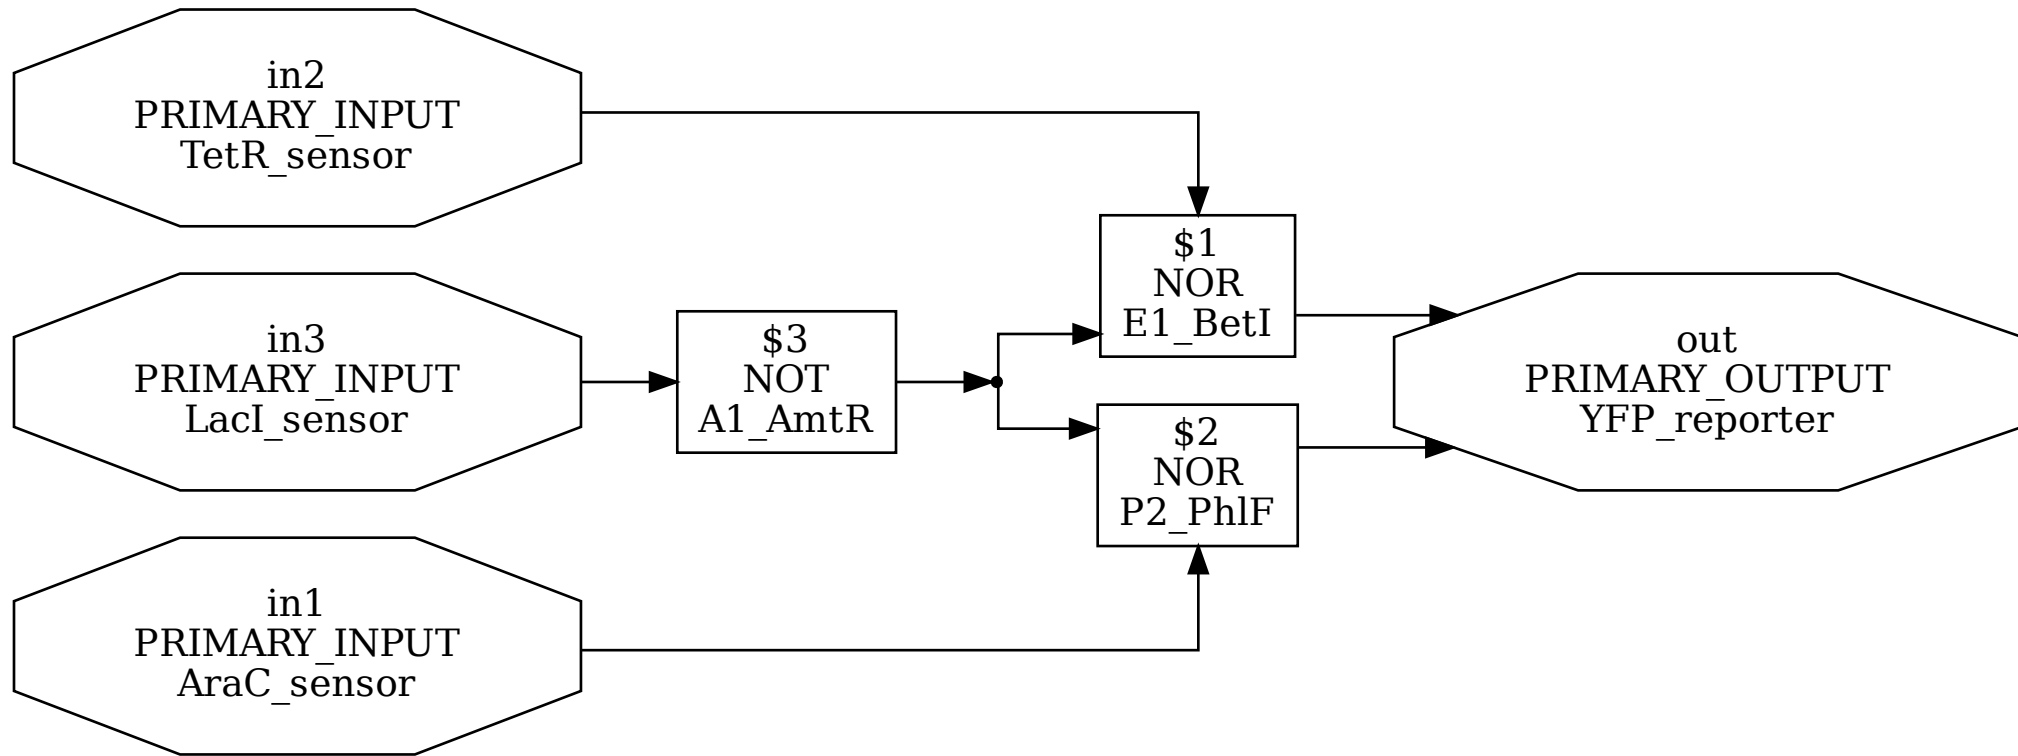 in2
PRIMARY_INPUT
TetR_sensor
in3
PRIMARY_INPUT
LacI_sensor
in1
PRIMARY_INPUT
AraC_sensor
$3
NOT
A1_AmtR
$1
NOR
E1_BetI
$2
NOR
P2_PhlF
out
PRIMARY_OUTPUT
YFP_reporter